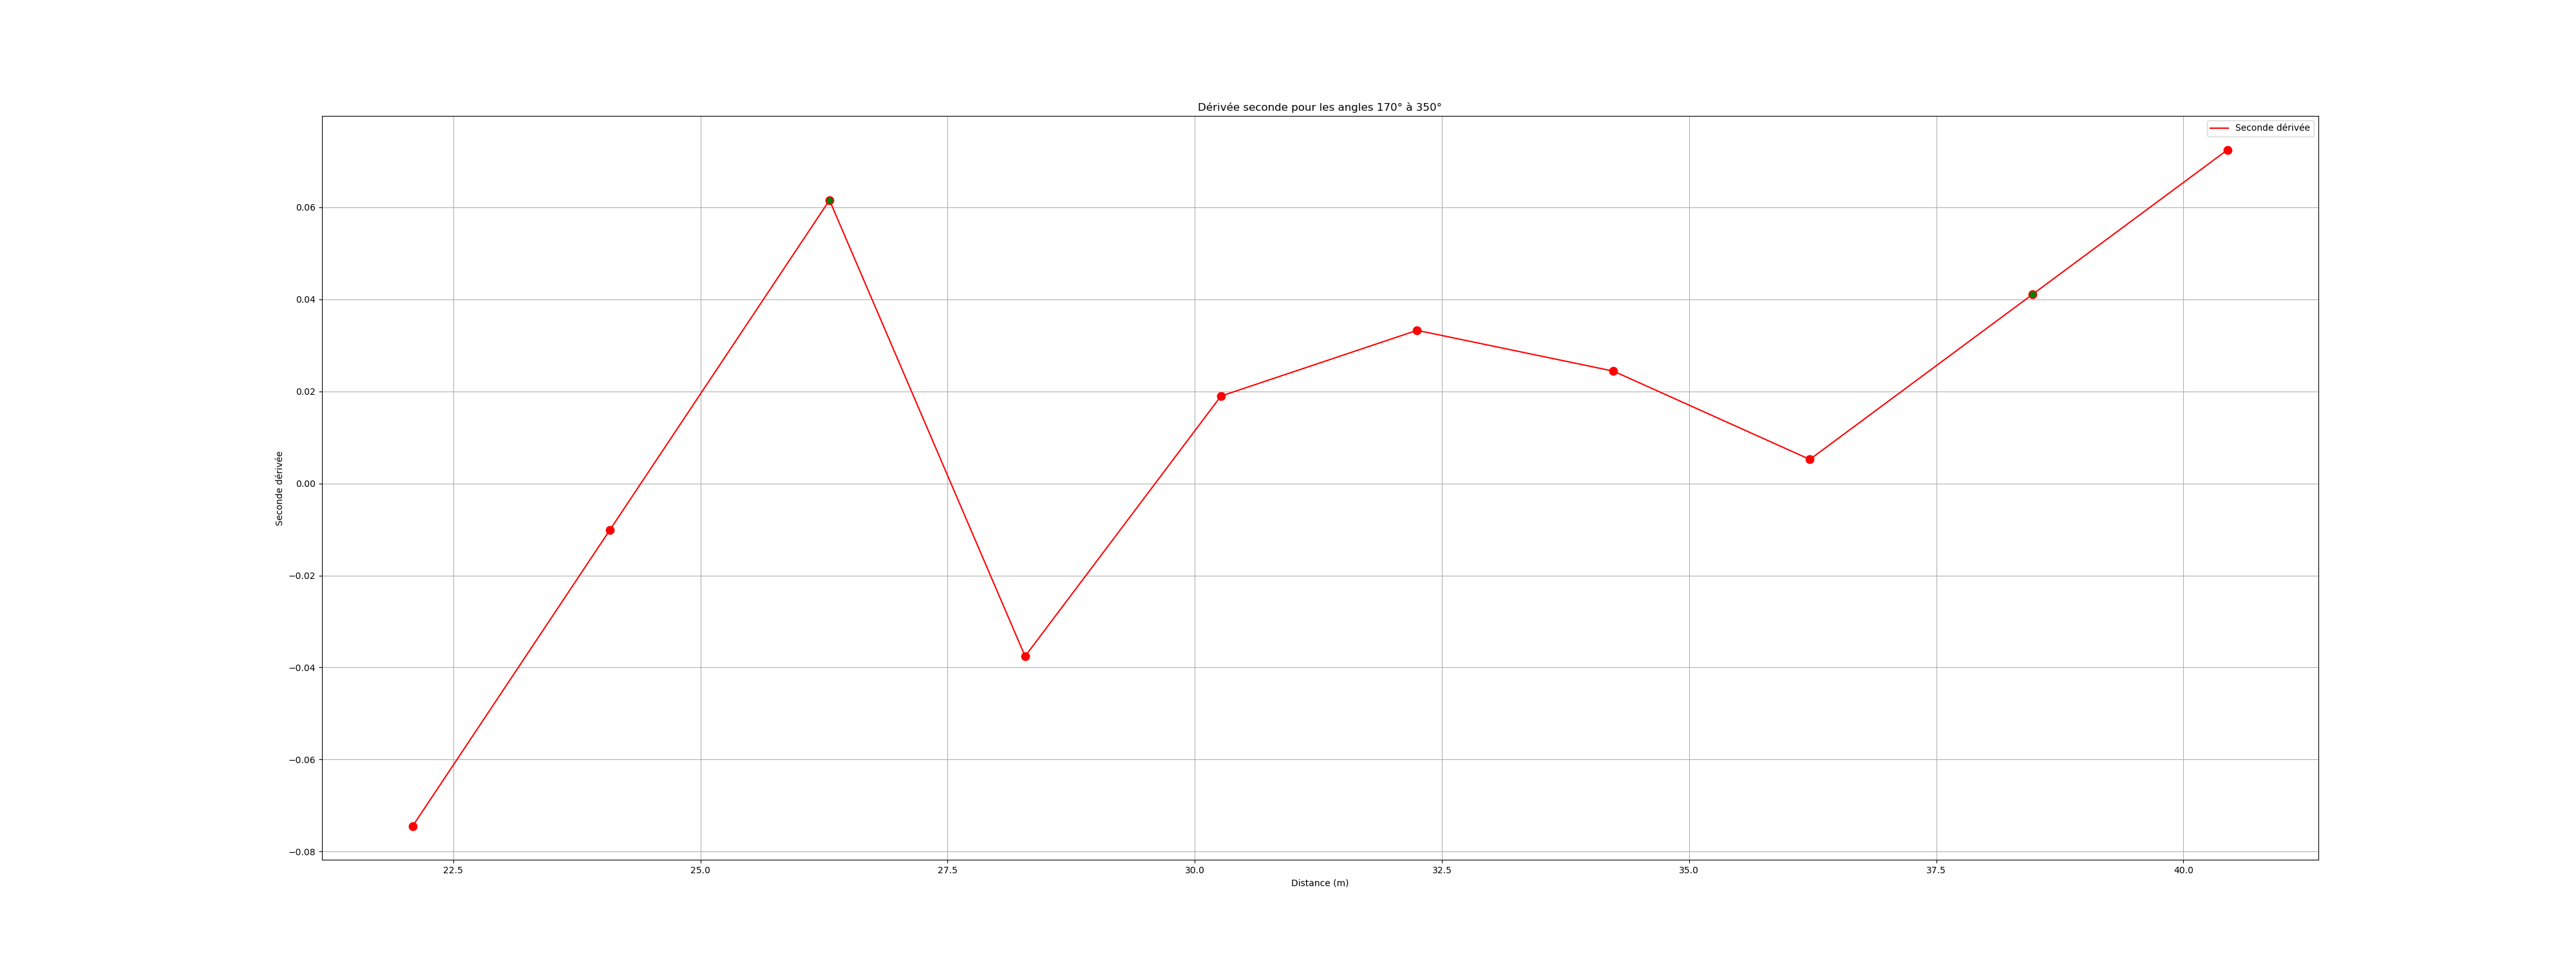 Dérivée seconde pour les angles 170° à 350°
Seconde dérivée
0.06
0.04
0.02
0.00
−0.02
−0.04
−0.06
−0.08
Seconde dérivée
22.5 25.0 27.5 30.0 32.5 35.0 37.5 40.0
Distance (m)